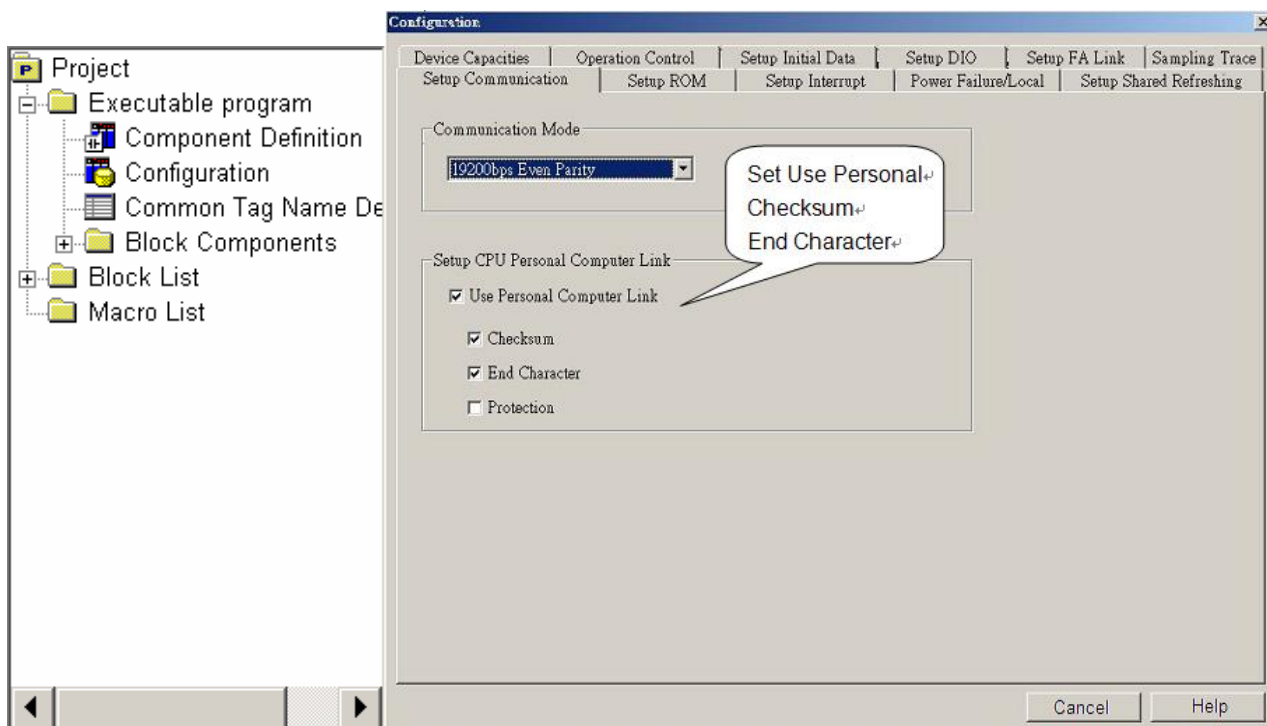 Project
Executable program
Component Definition
Configuration
Common Tag Name De
Block Components
Block List
Macro List
Configuration
Device Capacities
Operation Control
Setup Initial Data
Setup DIO
Setup FA Link
Sampling Trace
Setup Communication
Setup ROM
Setup Interrupt
Power Failure/Local
Setup Shared Refreshing
Communication Mode
19200bps Even Parity
Set Use Personal
Checksum
End Character
Setup CPU Personal Computer Link
Use Personal Computer Link
Checksum
End Character
Protection
Cancel
Help